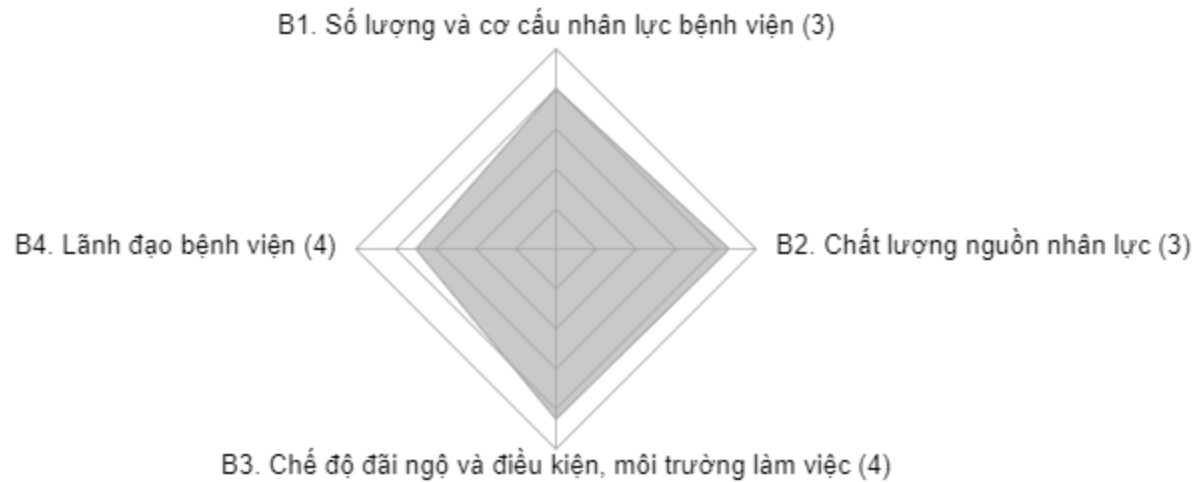 B1. Số lượng và cơ cấu nhân lực bệnh viện (3)
B4. Lãnh đạo bệnh viện (4)
B2. Chất lượng nguồn nhân lực (3)
B3. Chế độ đãi ngộ và điều kiện, môi trường làm việc (4)